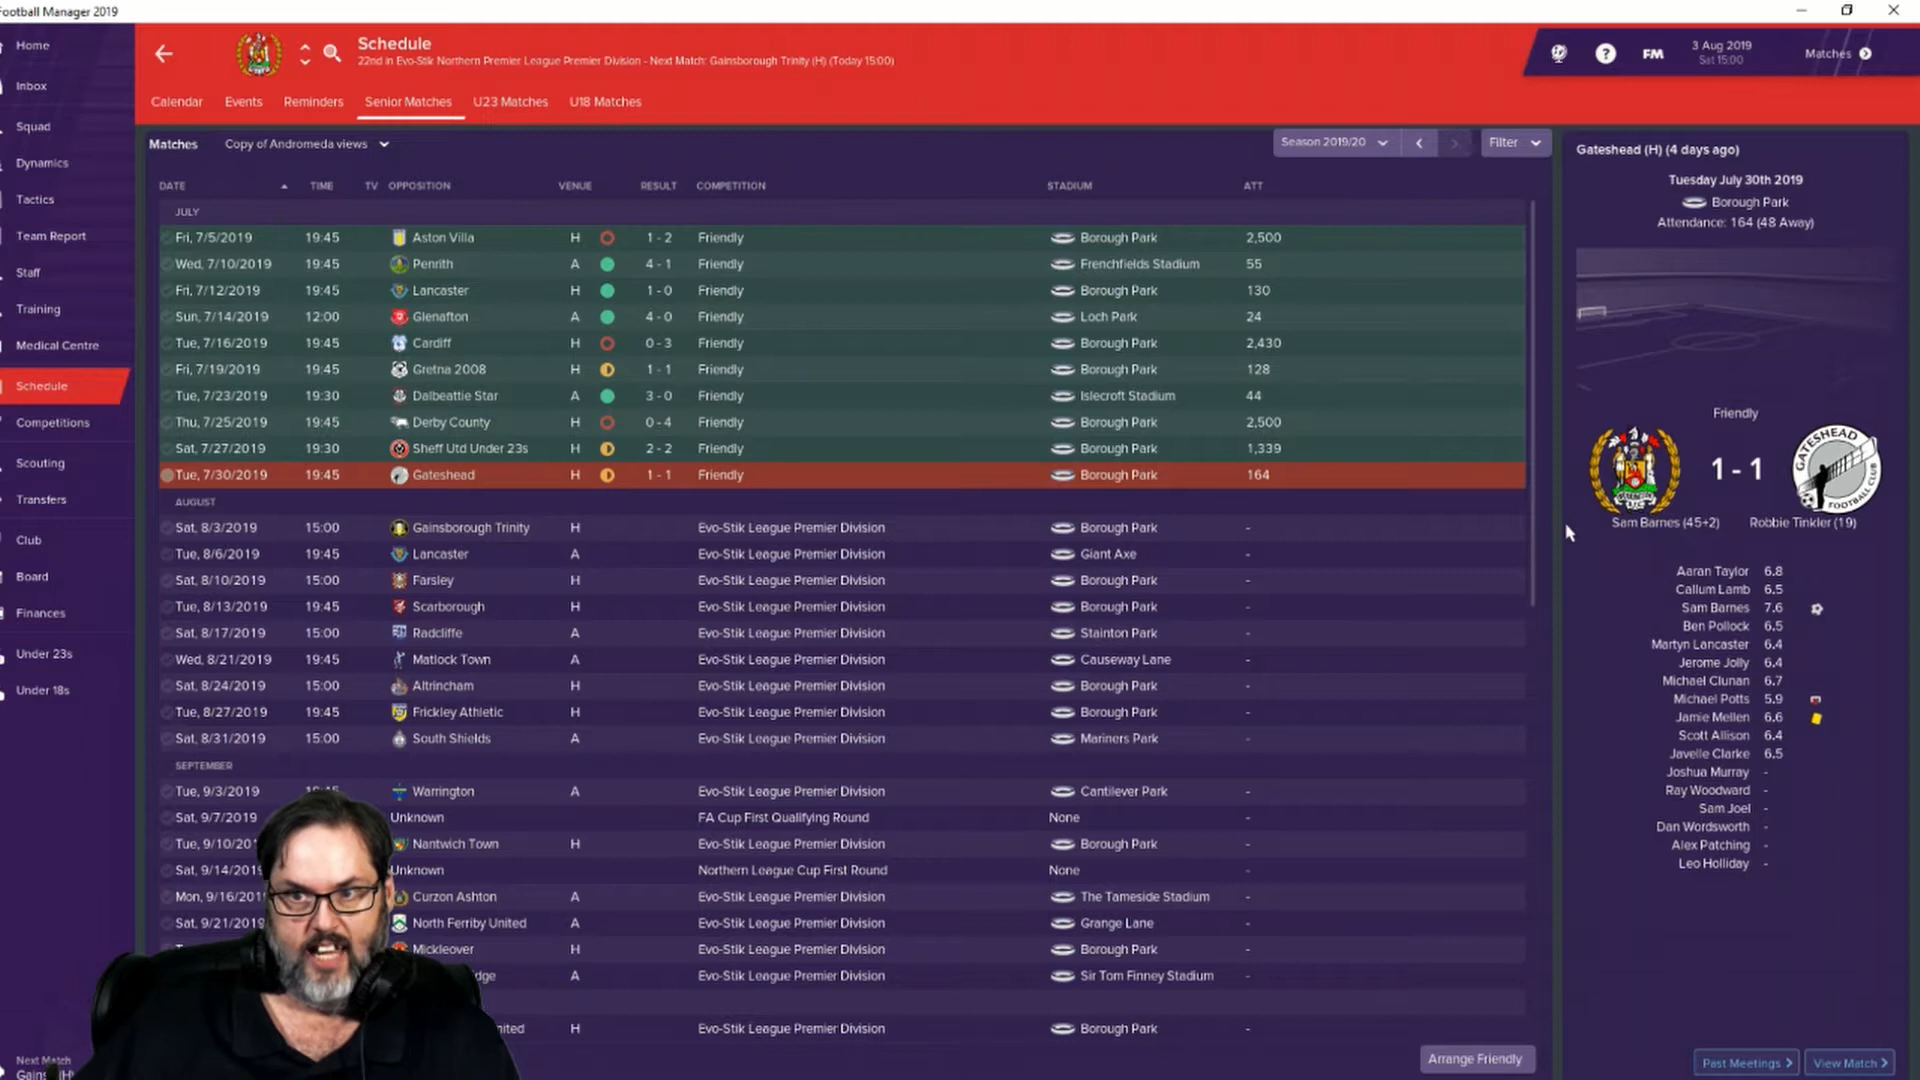 Football Manager 2019
Home
Inbox
Squad
Dynamics
Tactics
Team Report
Staff
Training
Medical Centre
Schedule
Competitions
Scouting
Transfers
Club
Board
Finances
Under 23s
Under 18s
Next Match
Schedule
22nd in Evo-Stik Northern Premier League Premier Division - Next Match: Gainsborough Trinity (H) (Today 15:00)
? FM 3 Aug 2019 Matches
Sat 15:00
Calendar Events Reminders Senior Matches U23 Matches U18 Matches
Matches Copy of Andromeda views Season 2019/20 Filter
DATE TIME TV OPPOSITION VENUE RESULT COMPETITION STADIUM ATT
JULY
Fri, 7/5/2019 19:45 Aston Villa H 1 - 2 Friendly Borough Park 2,500
Wed, 7/10/2019 19:45 Penrith A 4 - 1 Friendly Frenchfields Stadium 55
Fri, 7/12/2019 19:45 Lancaster H 1 - 0 Friendly Borough Park 130
Sun, 7/14/2019 12:00 Glenafton A 4 - 0 Friendly Loch Park 24
Tue, 7/16/2019 19:45 Cardiff H 0 - 3 Friendly Borough Park 2,430
Fri, 7/19/2019 19:45 Gretna 2008 H 1 - 1 Friendly Borough Park 128
Tue, 7/23/2019 19:30 Dalbeattie Star A 3 - 0 Friendly Islecroft Stadium 44
Thu, 7/25/2019 19:45 Derby County H 0 - 4 Friendly Borough Park 2,500
Sat, 7/27/2019 19:30 Sheff Utd Under 23s H 2 - 2 Friendly Borough Park 1,339
Tue, 7/30/2019 19:45 Gateshead H 1 - 1 Friendly Borough Park 164
AUGUST
Sat, 8/3/2019 15:00 Gainsborough Trinity H Evo-Stik League Premier Division Borough Park -
Tue, 8/6/2019 19:45 Lancaster A Evo-Stik League Premier Division Giant Axe -
Sat, 8/10/2019 15:00 Farsley H Evo-Stik League Premier Division Borough Park -
Tue, 8/13/2019 19:45 Scarborough H Evo-Stik League Premier Division Borough Park -
Sat, 8/17/2019 15:00 Radcliffe A Evo-Stik League Premier Division Stainton Park -
Wed, 8/21/2019 19:45 Matlock Town A Evo-Stik League Premier Division Causeway Lane -
Sat, 8/24/2019 15:00 Altrincham H Evo-Stik League Premier Division Borough Park -
Tue, 8/27/2019 19:45 Frickley Athletic H Evo-Stik League Premier Division Borough Park -
Sat, 8/31/2019 15:00 South Shields A Evo-Stik League Premier Division Mariners Park -
SEPTEMBER
Tue, 9/3/2019 Warrington A Evo-Stik League Premier Division Cantilever Park -
Sat, 9/7/2019 Unknown FA Cup First Qualifying Round None -
Tue, 9/10/201 Nantwich Town H Evo-Stik League Premier Division Borough Park -
Sat, 9/14/2019 Unknown Northern League Cup First Round None -
Mon, 9/16/201 Curzon Ashton A Evo-Stik League Premier Division The Tameside Stadium -
Sat, 9/21/2019 North Ferriby United A Evo-Stik League Premier Division Grange Lane -
Mickleover H Evo-Stik League Premier Division Borough Park -
dge A Evo-Stik League Premier Division Sir Tom Finney Stadium -
nited H Evo-Stik League Premier Division Borough Park -
Arrange Friendly
Gateshead (H) (4 days ago)
Tuesday July 30th 2019
Borough Park
Attendance: 164 (48 Away)
Friendly
1 - 1
GATESHEAD
FOOTBALL CLUB
Sam Barnes (45+2) Robbie Tinkler (19)
Aaran Taylor 6.8
Callum Lamb 6.5
Sam Barnes 7.6
Ben Pollock 6.5
Martyn Lancaster 6.4
Jerome Jolly 6.4
Michael Clunan 6.7
Michael Potts 5.9
Jamie Mellen 6.6
Scott Allison 6.4
Javelle Clarke 6.5
Joshua Murray -
Ray Woodward -
Sam Joel -
Dan Wordsworth -
Alex Patching -
Leo Holliday -
Past Meetings View Match